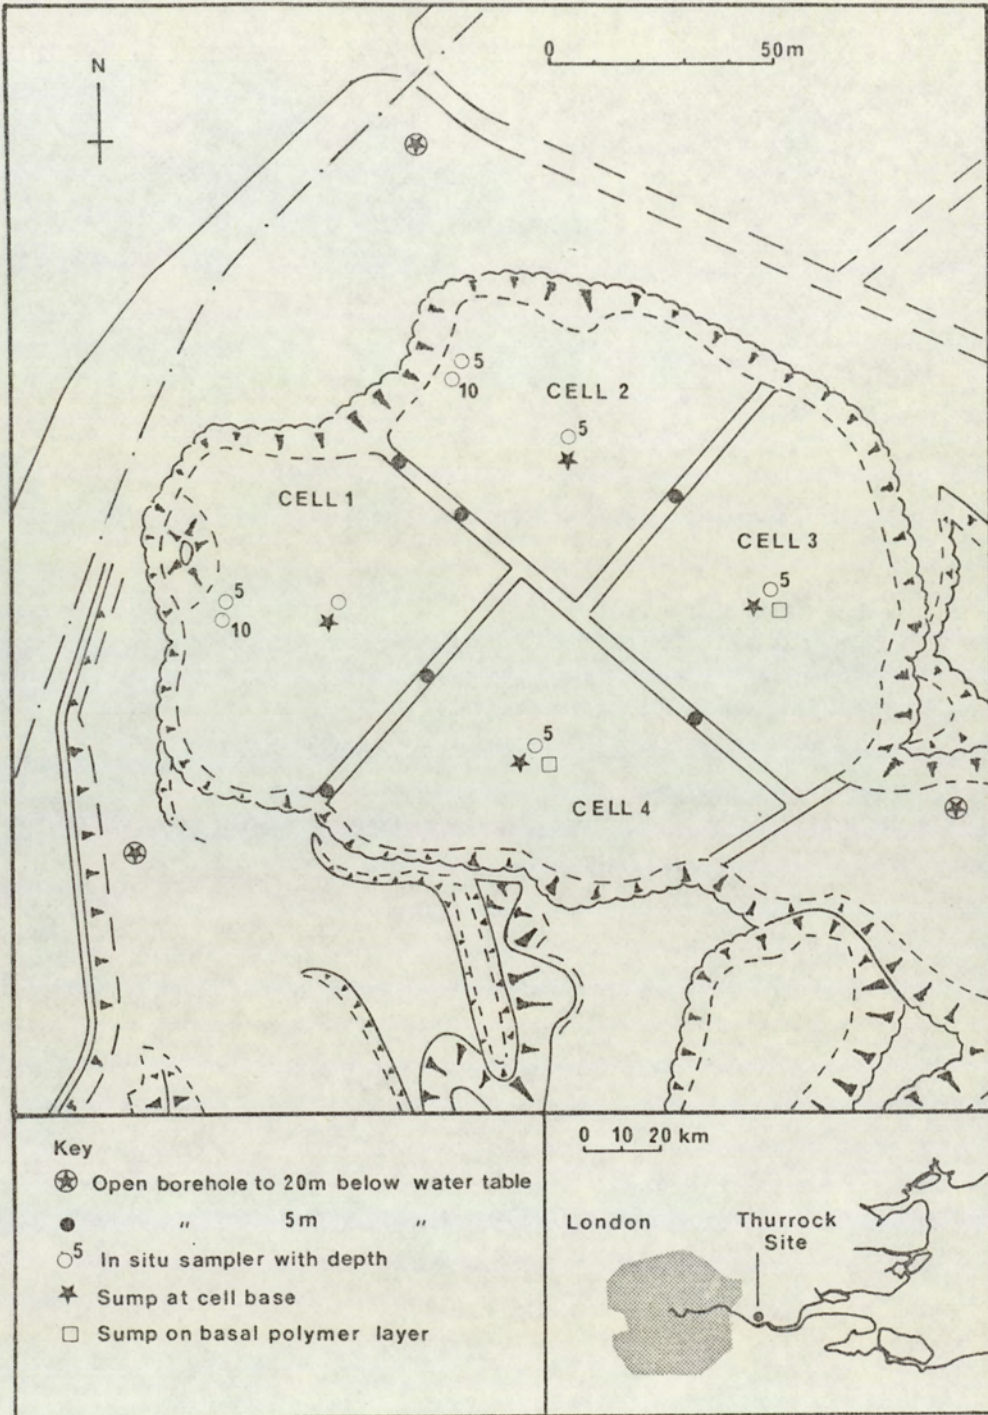 0 50m
N
5
10
CELL 2
5
CELL 1
CELL 3
5
5
10
5
CELL 4
Key
Open borehole to 20m below water table
" 5m "
5 In situ sampler with depth
Sump at cell base
Sump on basal polymer layer
0 10 20 km
London
Thurrock
Site